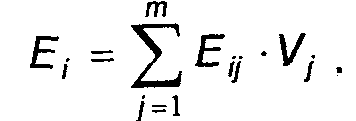 $E_i = \sum_{j=1}^{m} E_{ij} \cdot V_j$ .